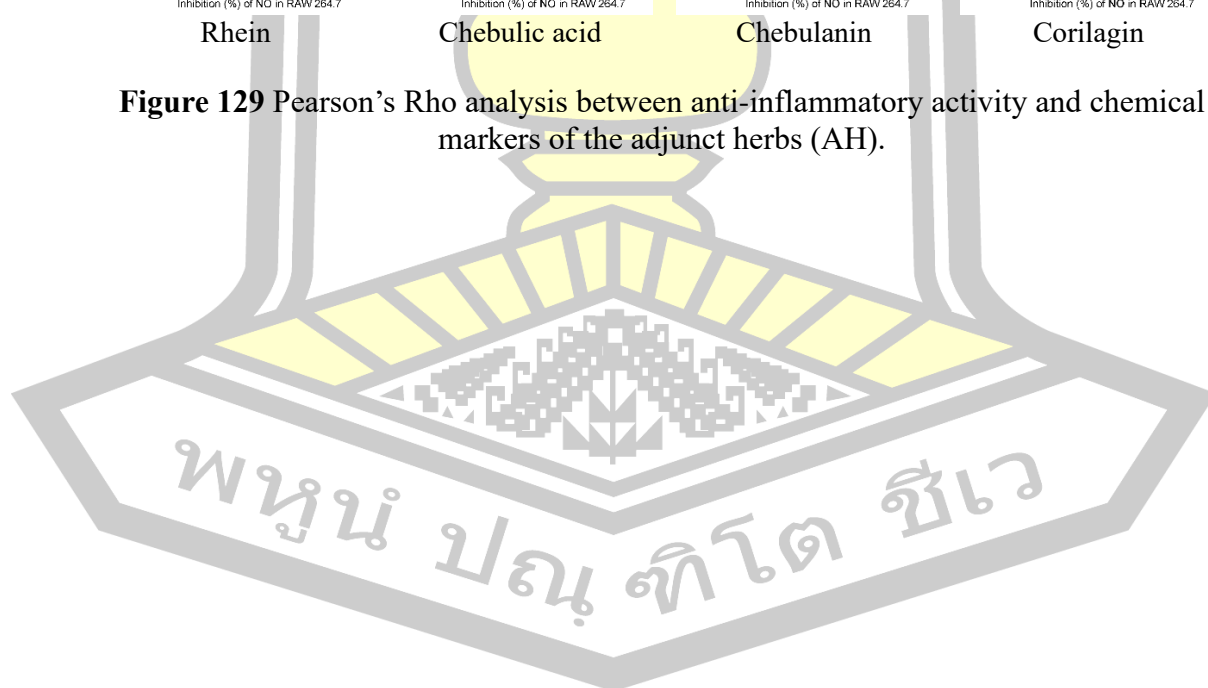 Inhibition (%) of NO in RAW 264.7 Inhibition (%) of NO in RAW 264.7 Inhibition (%) of NO in RAW 264.7 Inhibition (%) of NO in RAW 264.7
Rhein Chebulic acid Chebulanin Corilagin
Figure 129 Pearson’s Rho analysis between anti-inflammatory activity and chemical
markers of the adjunct herbs (AH).
พหูนํ ปณฺฑิโต ชีเว